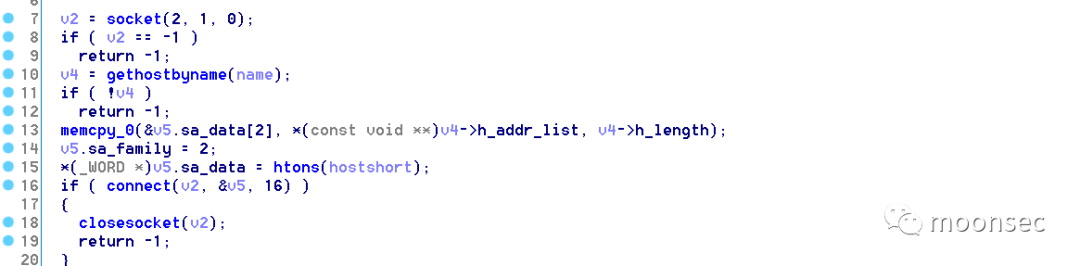 7 v2 = socket(2, 1, 0);
8 if ( v2 == -1 )
9 return -1;
10 v4 = gethostbyname(name);
11 if ( !v4 )
12 return -1;
13 memcpy_0(&v5.sa_data[2], *(const void **)v4->h_addr_list, v4->h_length);
14 v5.sa_family = 2;
15 *(_WORD *)v5.sa_data = htons(hostshort);
16 if ( connect(v2, &v5, 16) )
17 {
18 closesocket(v2);
19 return -1;
20 }
moonsec